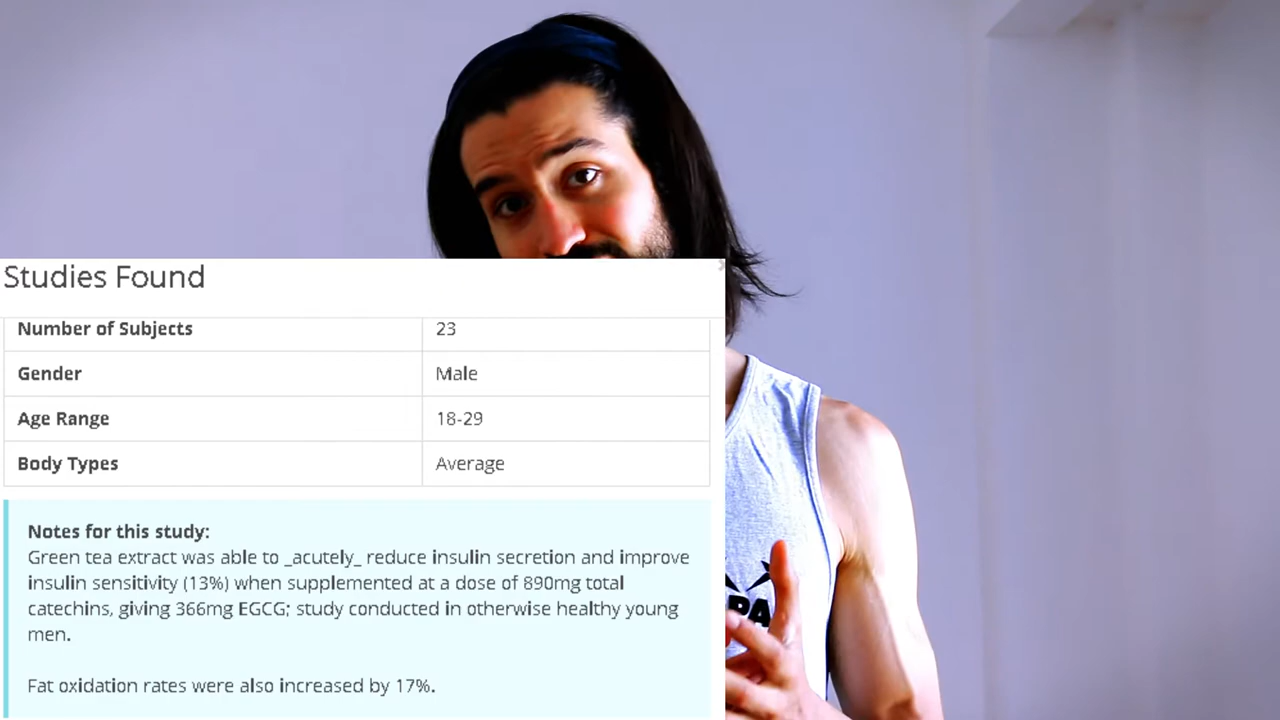 Studies Found
Number of Subjects 23
Gender Male
Age Range 18-29
Body Types Average
Notes for this study:
Green tea extract was able to _acutely_ reduce insulin secretion and improve
insulin sensitivity (13%) when supplemented at a dose of 890mg total
catechins, giving 366mg EGCG; study conducted in otherwise healthy young
men.
Fat oxidation rates were also increased by 17%.
PA